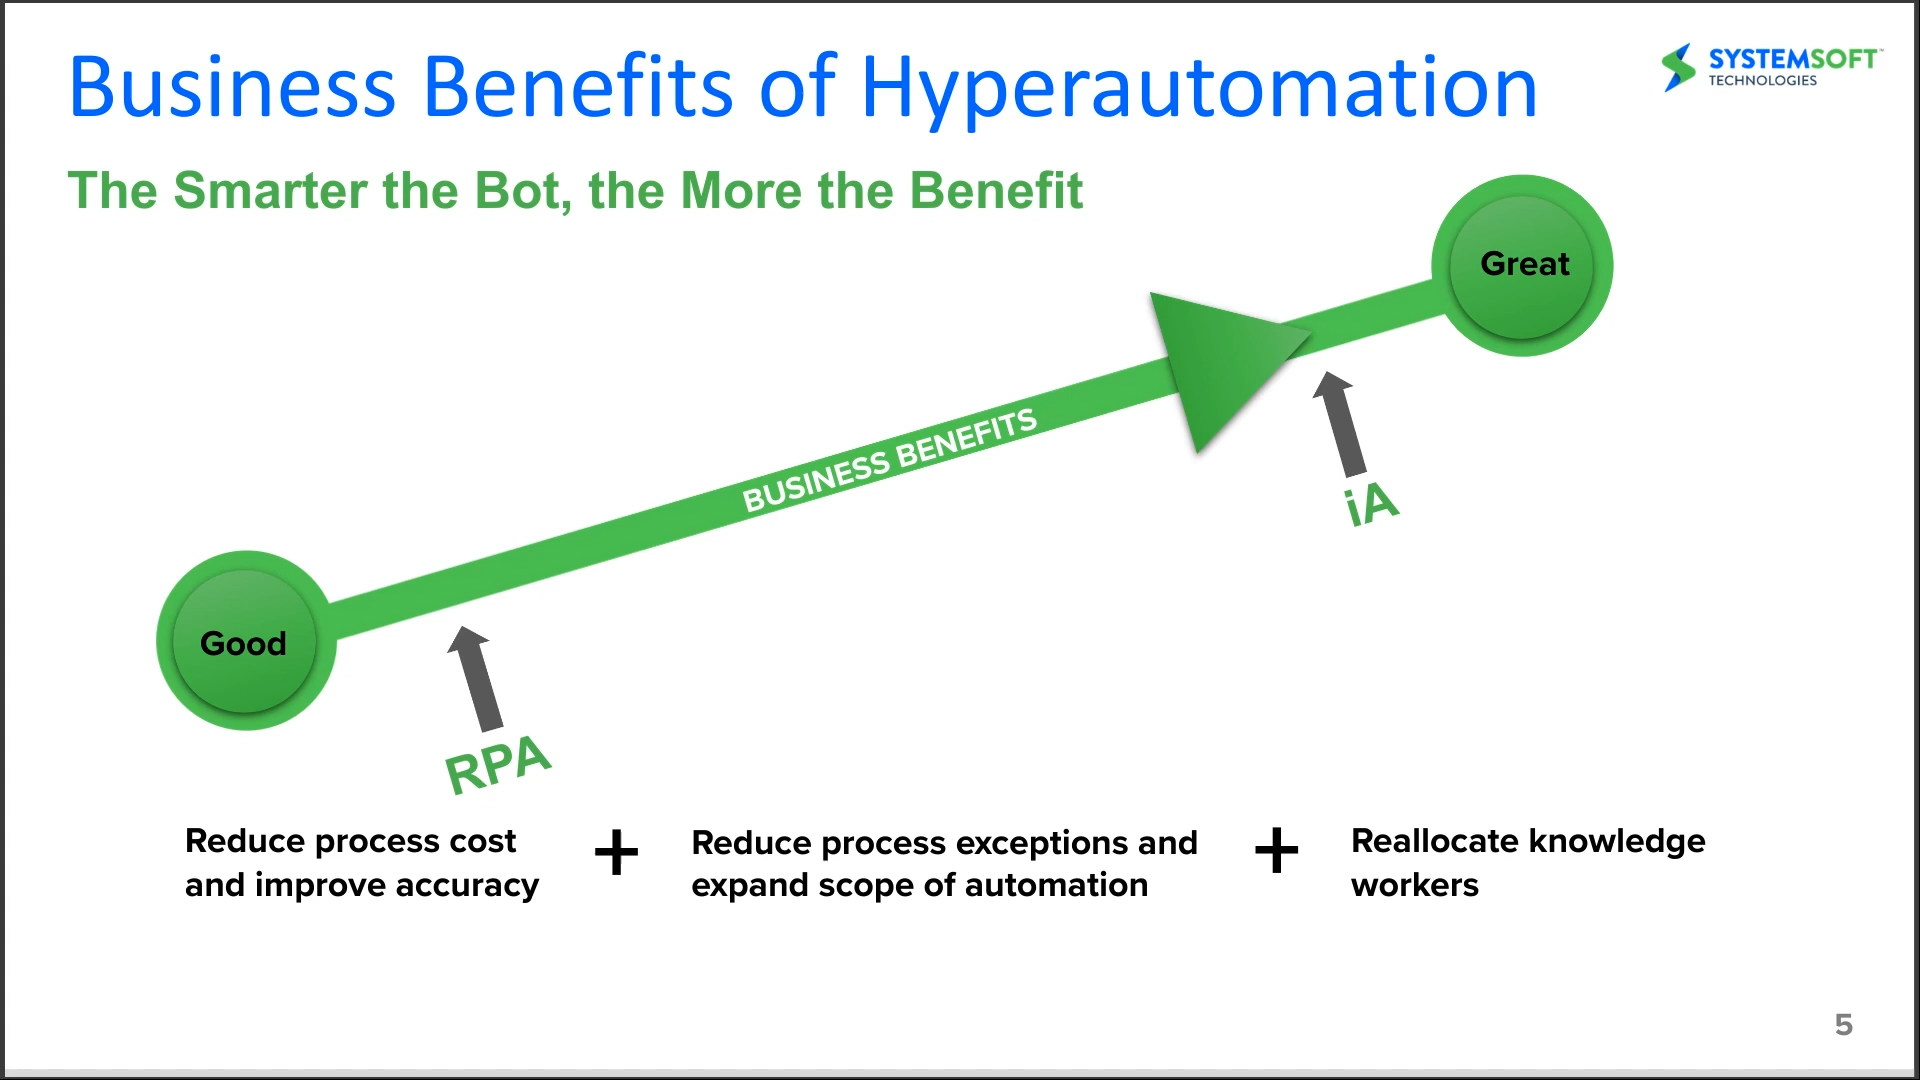 Business Benefits of Hyperautomation
SYSTEMSOFT™
TECHNOLOGIES
The Smarter the Bot, the More the Benefit
Great
BUSINESS BENEFITS
iA
Good
RPA
Reduce process cost
and improve accuracy
+
Reduce process exceptions and
expand scope of automation
+
Reallocate knowledge
workers
5